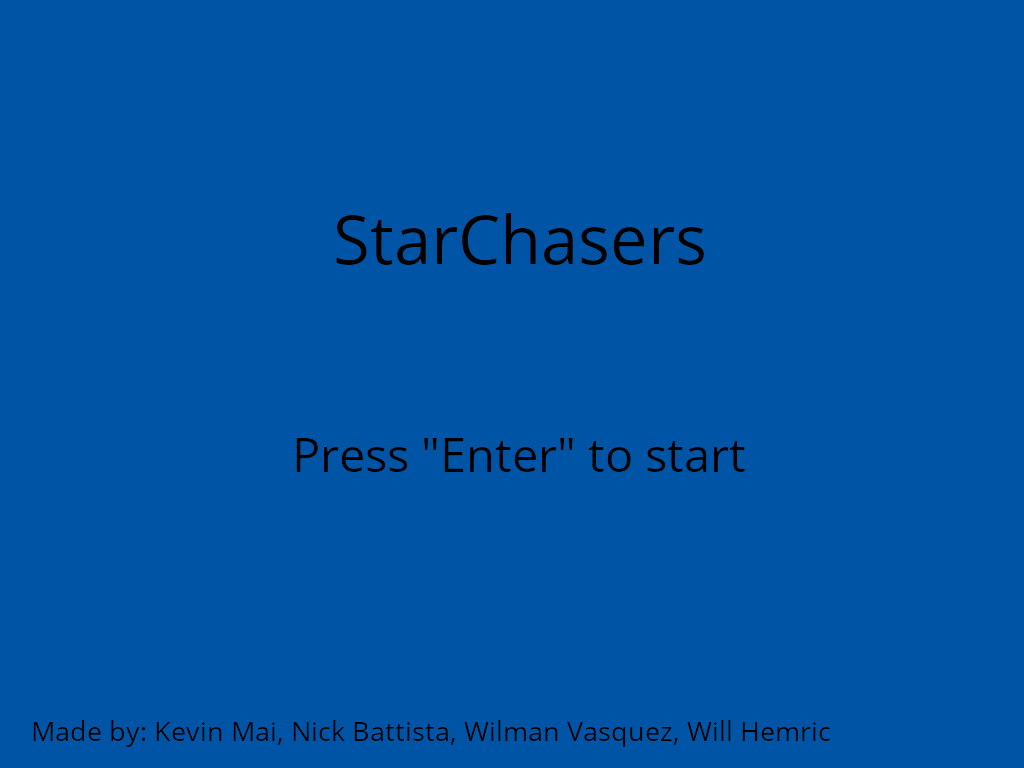 StarChasers
Press "Enter" to start
Made by: Kevin Mai, Nick Battista, Wilman Vasquez, Will Hemric